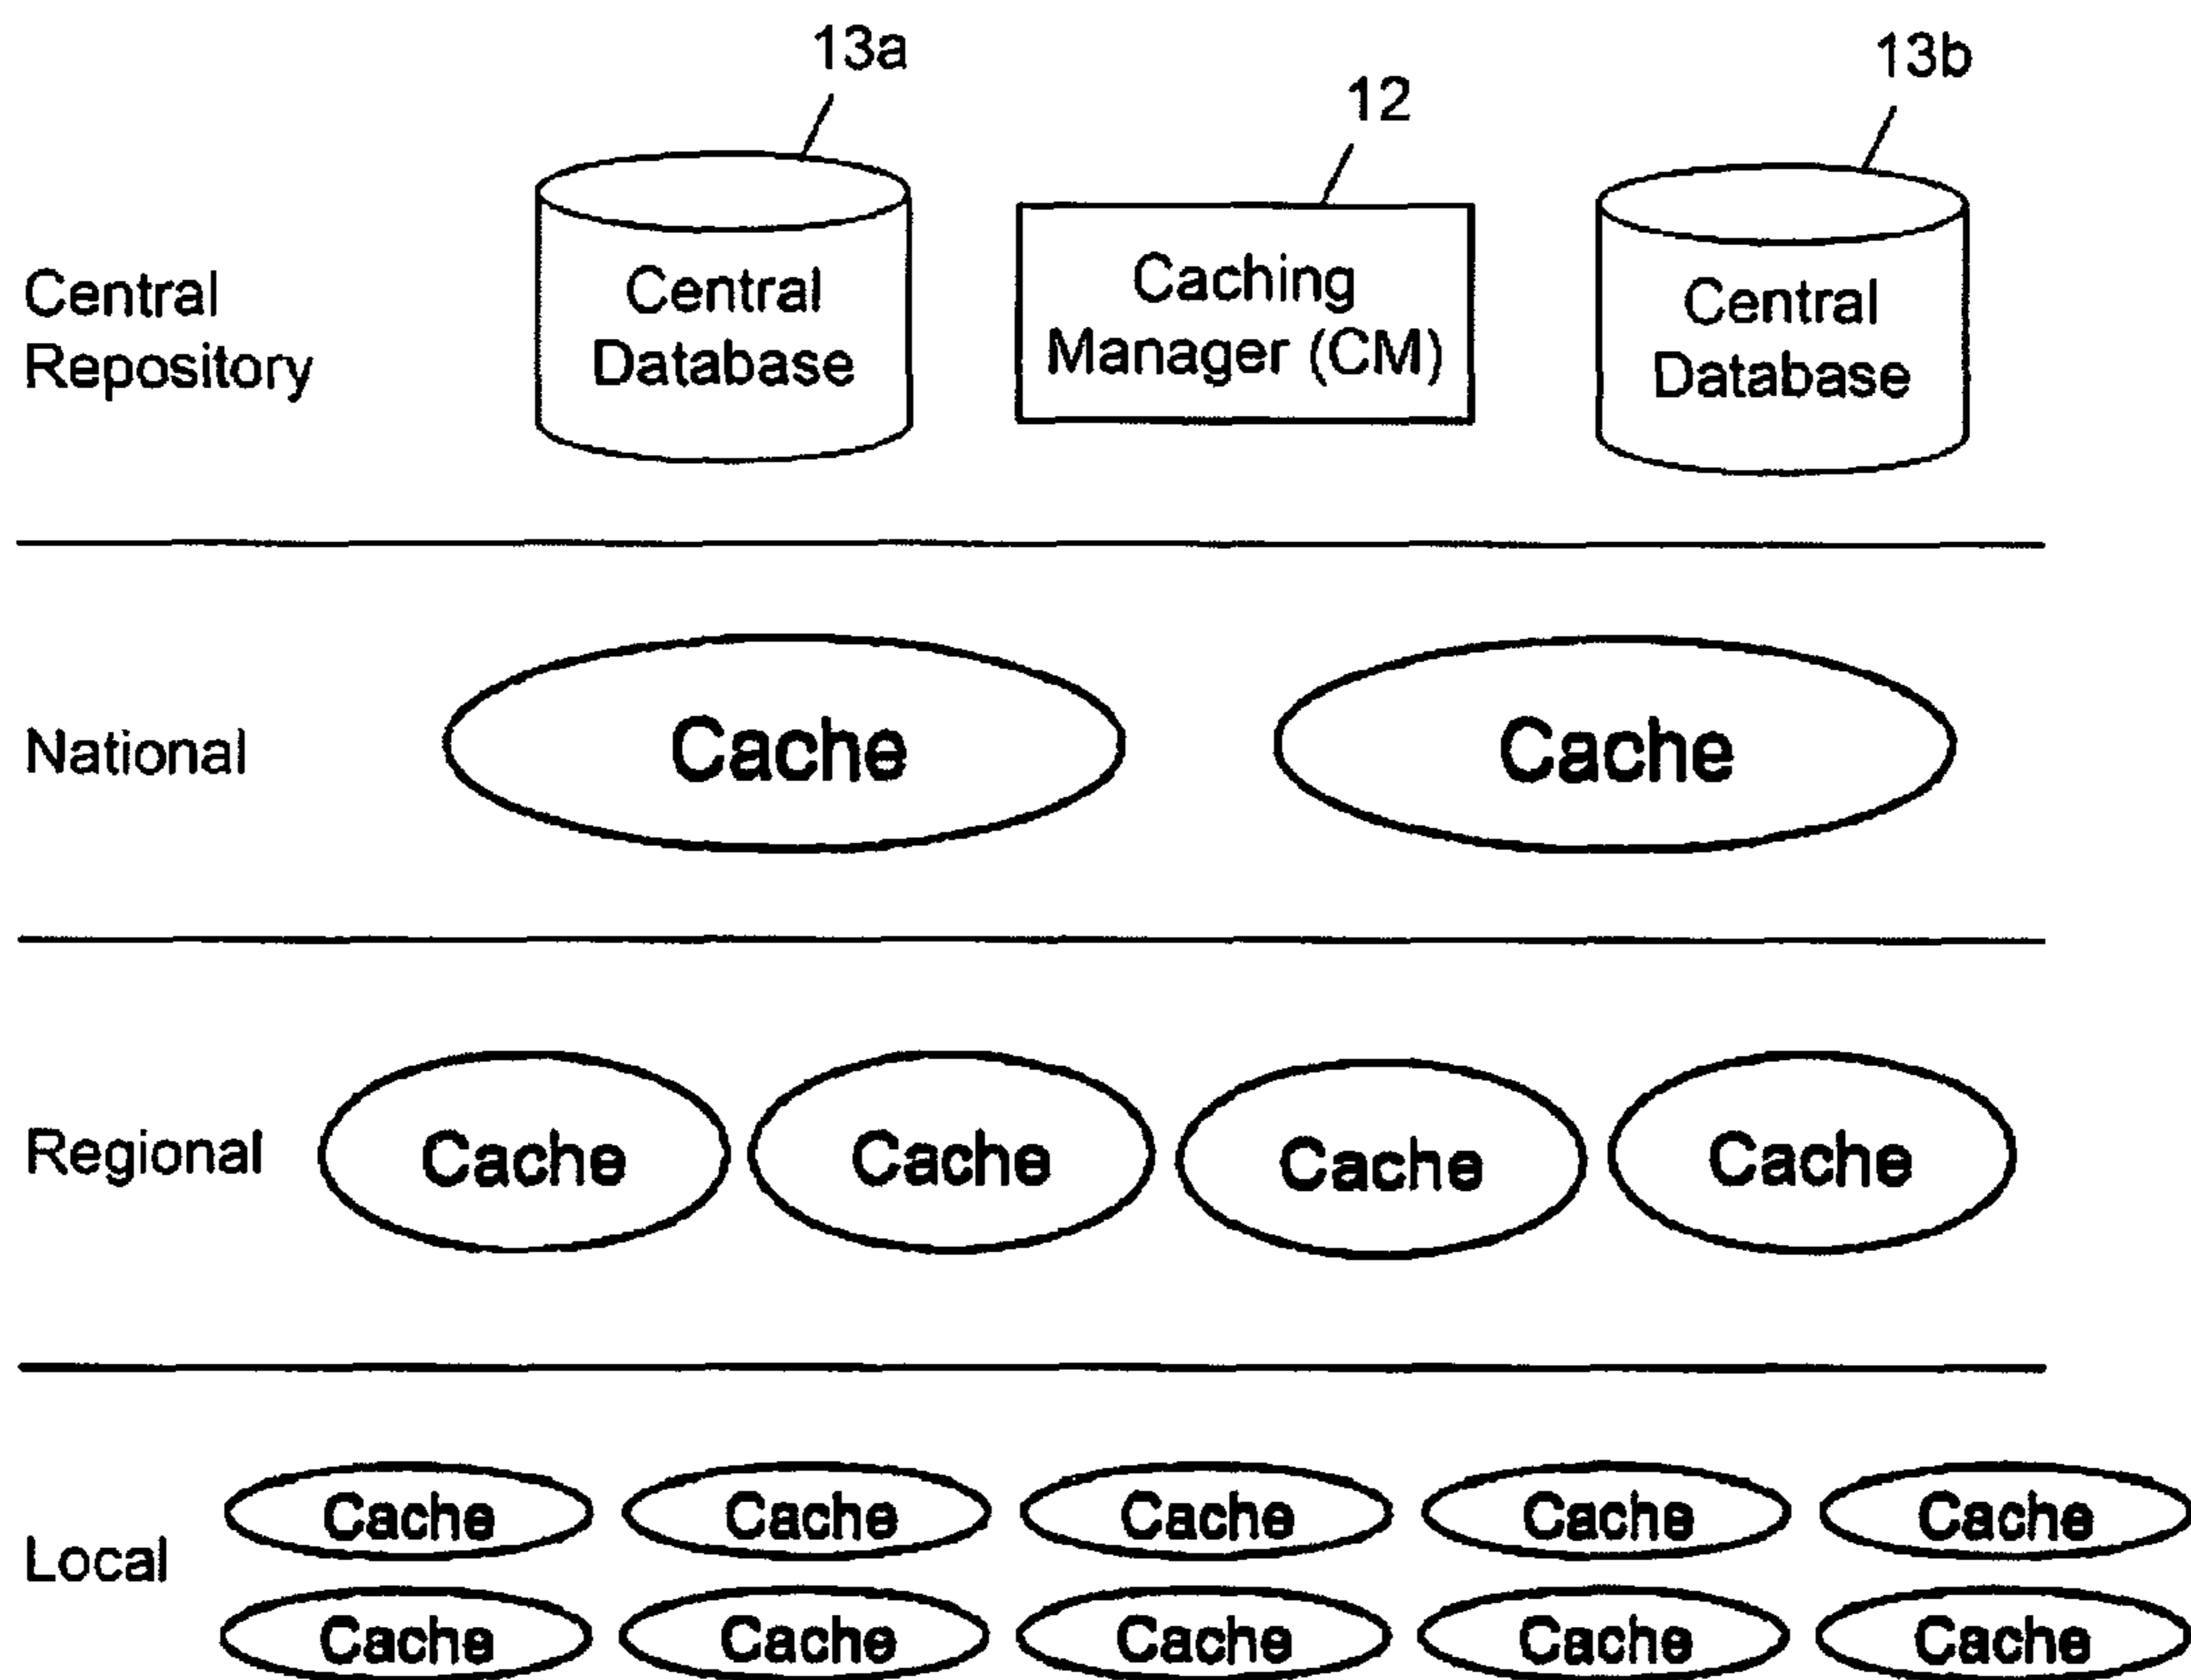 13a
12
13b
Central
Repository
Central
Database
Caching
Manager (CM)
Central
Database
National
Cache Cache
Regional
Cache Cache Cache Cache
Local
Cache Cache Cache Cache Cache
Cache Cache Cache Cache Cache